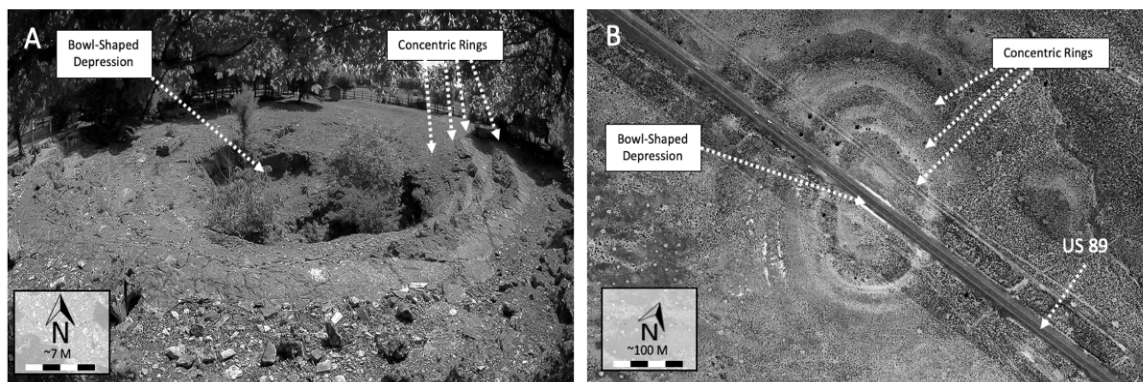 A
Bowl-Shaped
Depression
Concentric Rings
N
~7 M
B
Concentric Rings
Bowl-Shaped
Depression
US 89
N
~100 M